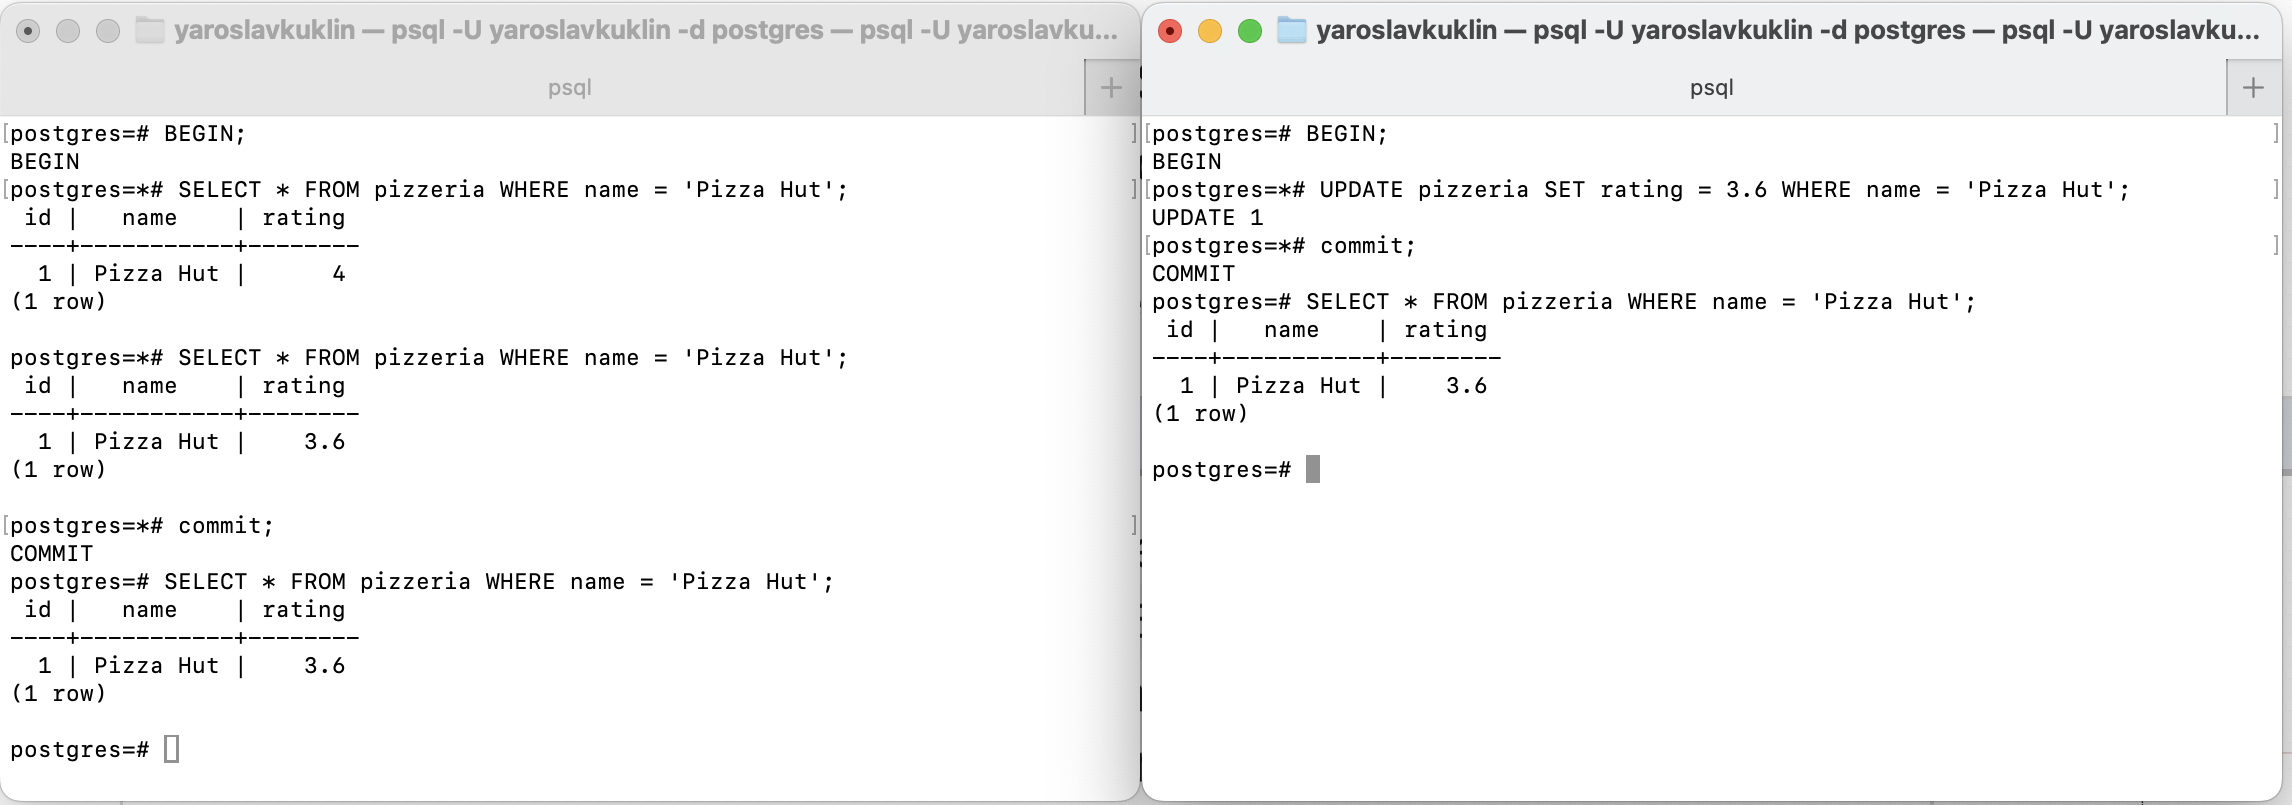 yaroslavkuklin — psql -U yaroslavkuklin -d postgres — psql -U yaroslavku...
psql
+
[postgres=# BEGIN; ]
BEGIN
[postgres=*# SELECT * FROM pizzeria WHERE name = 'Pizza Hut'; ]
 id |   name    | rating
----+-----------+--------
  1 | Pizza Hut |      4
(1 row)
postgres=*# SELECT * FROM pizzeria WHERE name = 'Pizza Hut';
 id |   name    | rating
----+-----------+--------
  1 | Pizza Hut |    3.6
(1 row)
[postgres=*# commit; ]
COMMIT
postgres=# SELECT * FROM pizzeria WHERE name = 'Pizza Hut';
 id |   name    | rating
----+-----------+--------
  1 | Pizza Hut |    3.6
(1 row)
postgres=#
yaroslavkuklin — psql -U yaroslavkuklin -d postgres — psql -U yaroslavku...
psql
+
[postgres=# BEGIN; ]
BEGIN
[postgres=*# UPDATE pizzeria SET rating = 3.6 WHERE name = 'Pizza Hut'; ]
UPDATE 1
[postgres=*# commit; ]
COMMIT
postgres=# SELECT * FROM pizzeria WHERE name = 'Pizza Hut';
 id |   name    | rating
----+-----------+--------
  1 | Pizza Hut |    3.6
(1 row)
postgres=#